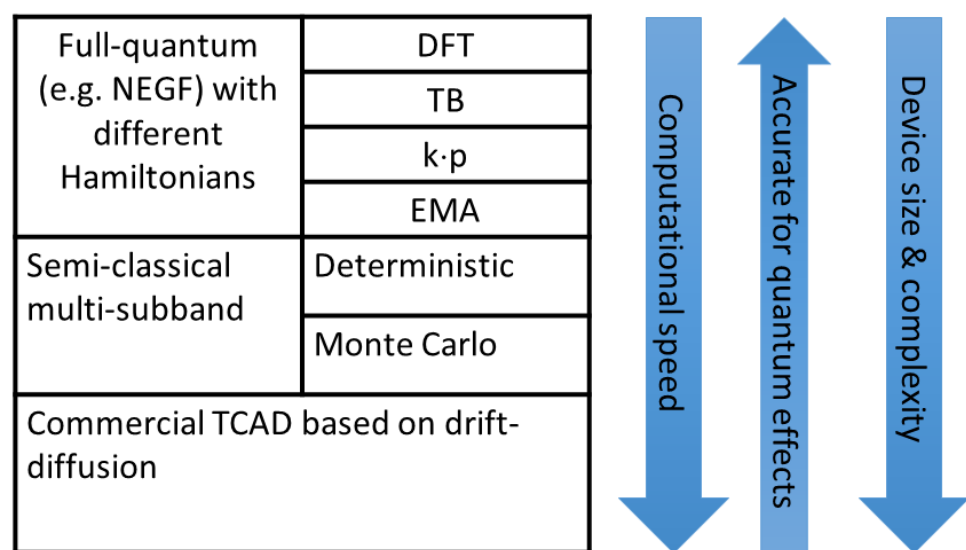 Full-quantum
(e.g. NEGF) with
different
Hamiltonians
DFT
TB
k·p
EMA
Semi-classical
multi-subband
Deterministic
Monte Carlo
Commercial TCAD based on drift-
diffusion
Computational speed
Accurate for quantum effects
Device size & complexity